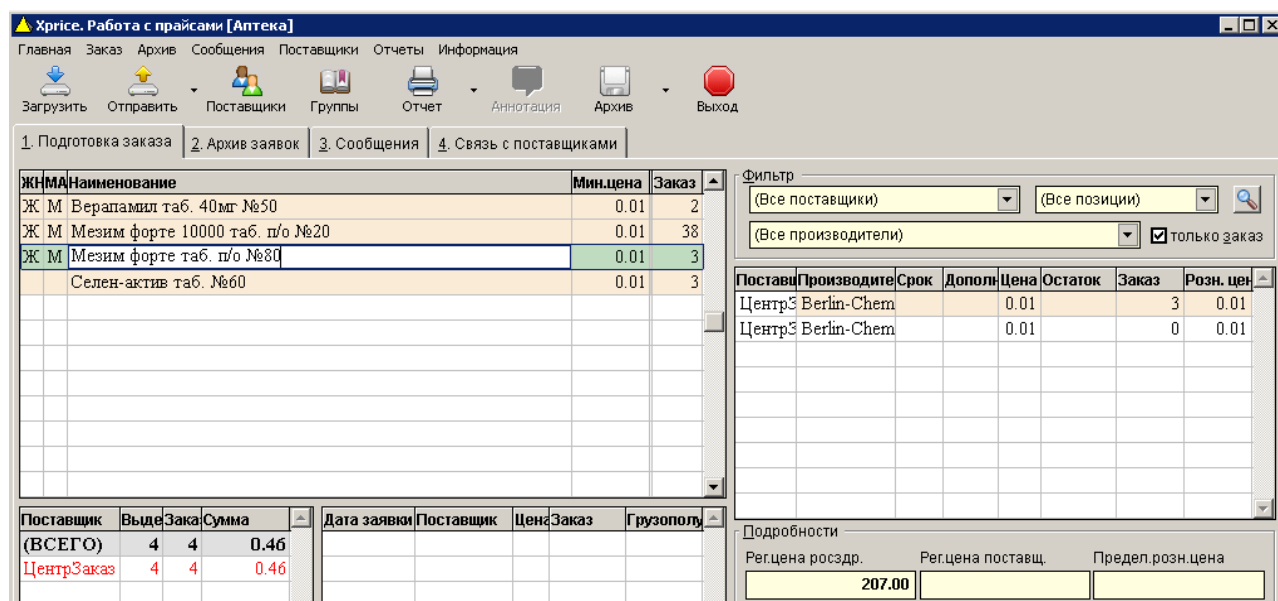 Xprice. Работа с прайсами [Аптека]
Главная Заказ Архив Сообщения Поставщики Отчеты Информация
Загрузить Отправить Поставщики Группы Отчет Аннотация Архив Выход
1. Подготовка заказа 2. Архив заявок 3. Сообщения 4. Связь с поставщиками
ЖН МА Наименование Мин.цена Заказ
Ж М Верапамил таб. 40мг №50 0.01 2
Ж М Мезим форте 10000 таб. п/о №20 0.01 38
Ж М Мезим форте таб. п/о №80 0.01 3
Селен-актив таб. №60 0.01 3
Фильтр
(Все поставщики) (Все позиции)
(Все производители) только заказ
Постави Производите Срок Дополн Цена Остаток Заказ Розн. цен
ЦентрЗ Berlin-Chem 0.01 3 0.01
ЦентрЗ Berlin-Chem 0.01 0 0.01
Поставщик Выде Зака Сумма
(ВСЕГО) 4 4 0.46
ЦентрЗаказ 4 4 0.46
Дата заявки Поставщик Цена Заказ Грузополу
Подробности
Рег.цена росздр. Рег.цена поставщ. Предел.розн.цена
207.00